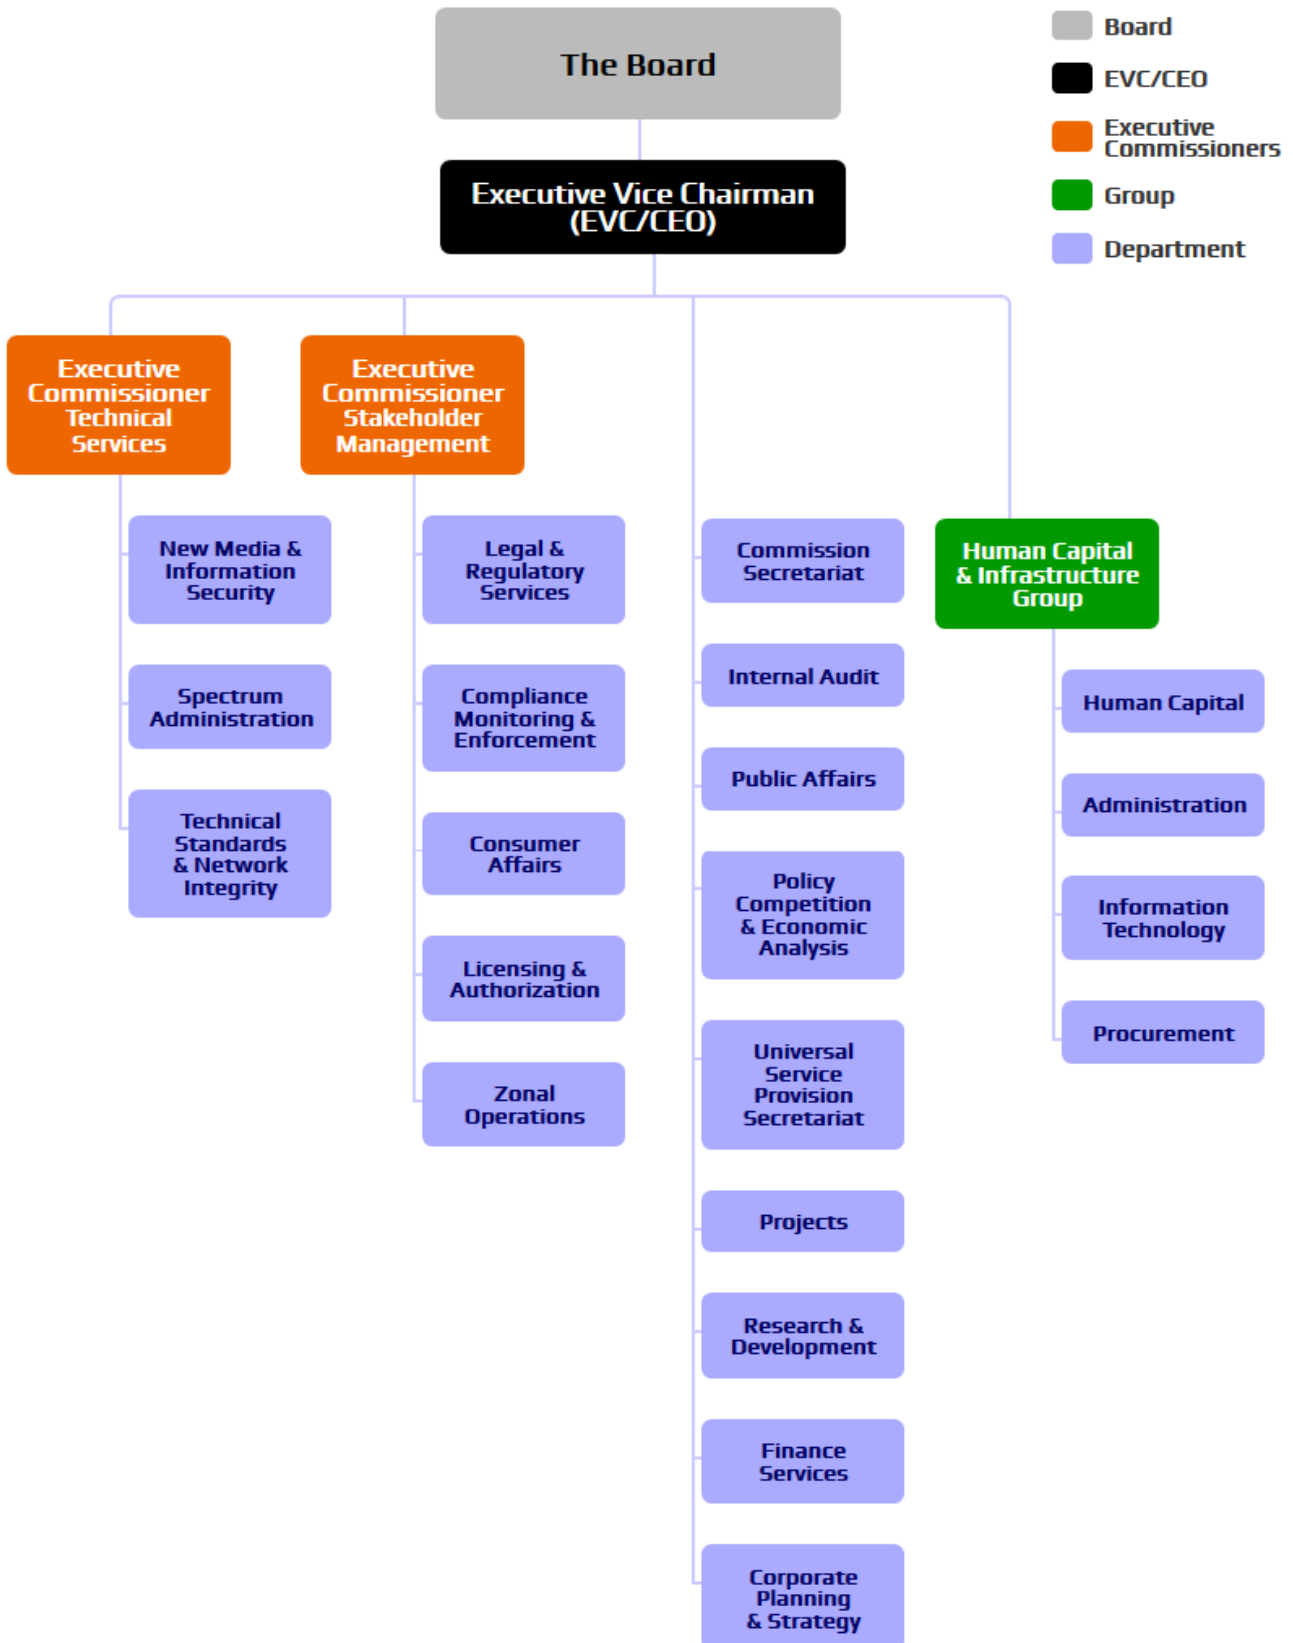 The Board
Board
EVC/CEO
Executive
Commissioners
Group
Department
Executive Vice Chairman
(EVC/CEO)
Executive
Commissioner
Technical
Services
Executive
Commissioner
Stakeholder
Management
New Media &
Information
Security
Spectrum
Administration
Technical
Standards
& Network
Integrity
Legal &
Regulatory
Services
Compliance
Monitoring &
Enforcement
Consumer
Affairs
Licensing &
Authorization
Zonal
Operations
Commission
Secretariat
Internal Audit
Public Affairs
Policy
Competition
& Economic
Analysis
Universal
Service
Provision
Secretariat
Projects
Research &
Development
Finance
Services
Corporate
Planning
& Strategy
Human Capital
& Infrastructure
Group
Human Capital
Administration
Information
Technology
Procurement